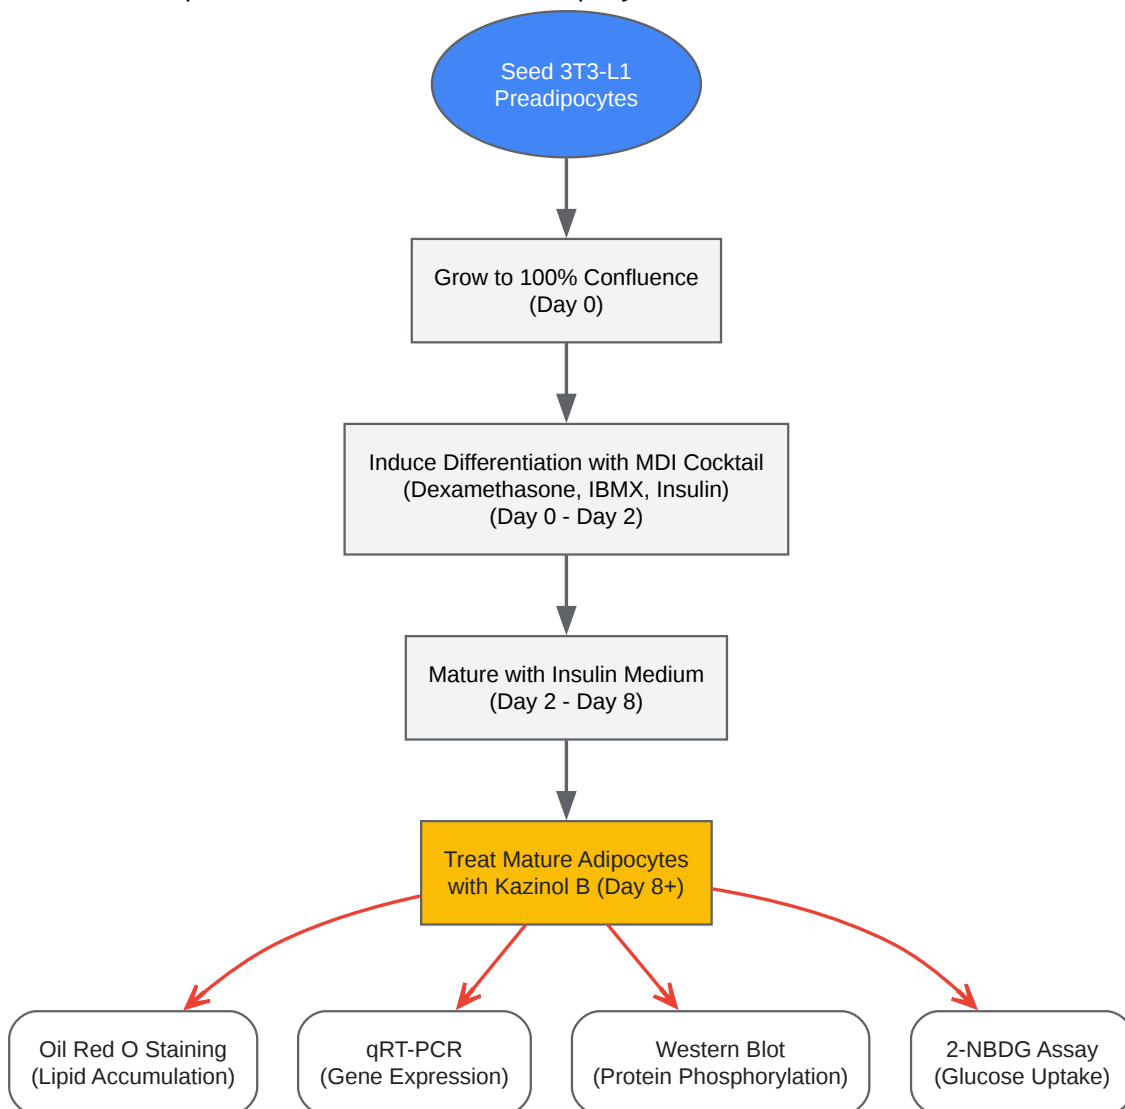 Seed 3T3-L1
Preadipocytes
Grow to 100% Confluence
(Day 0)
Induce Differentiation with MDI Cocktail
(Dexamethasone, IBMX, Insulin)
(Day 0 - Day 2)
Mature with Insulin Medium
(Day 2 - Day 8)
Treat Mature Adipocytes
with Kazinol B (Day 8+)
Oil Red O Staining
(Lipid Accumulation)
qRT-PCR
(Gene Expression)
Western Blot
(Protein Phosphorylation)
2-NBDG Assay
(Glucose Uptake)